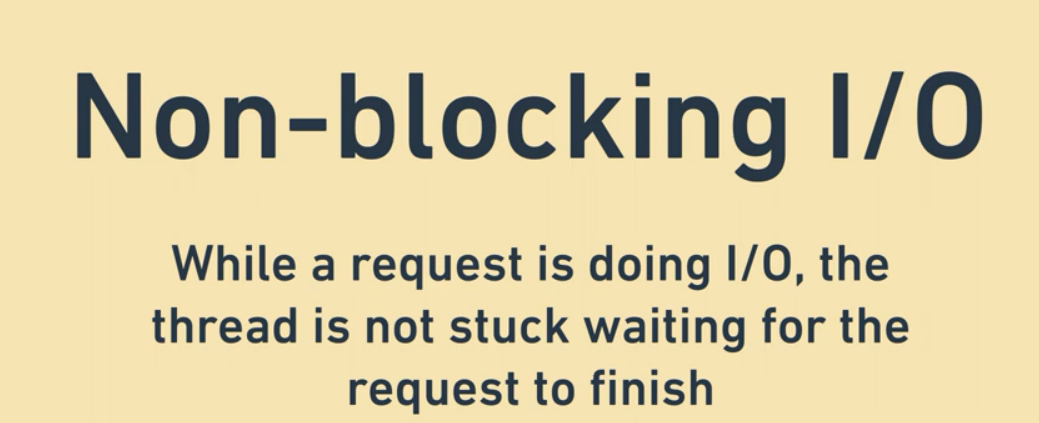 Non-blocking I/O
While a request is doing I/O, the
thread is not stuck waiting for the
request to finish